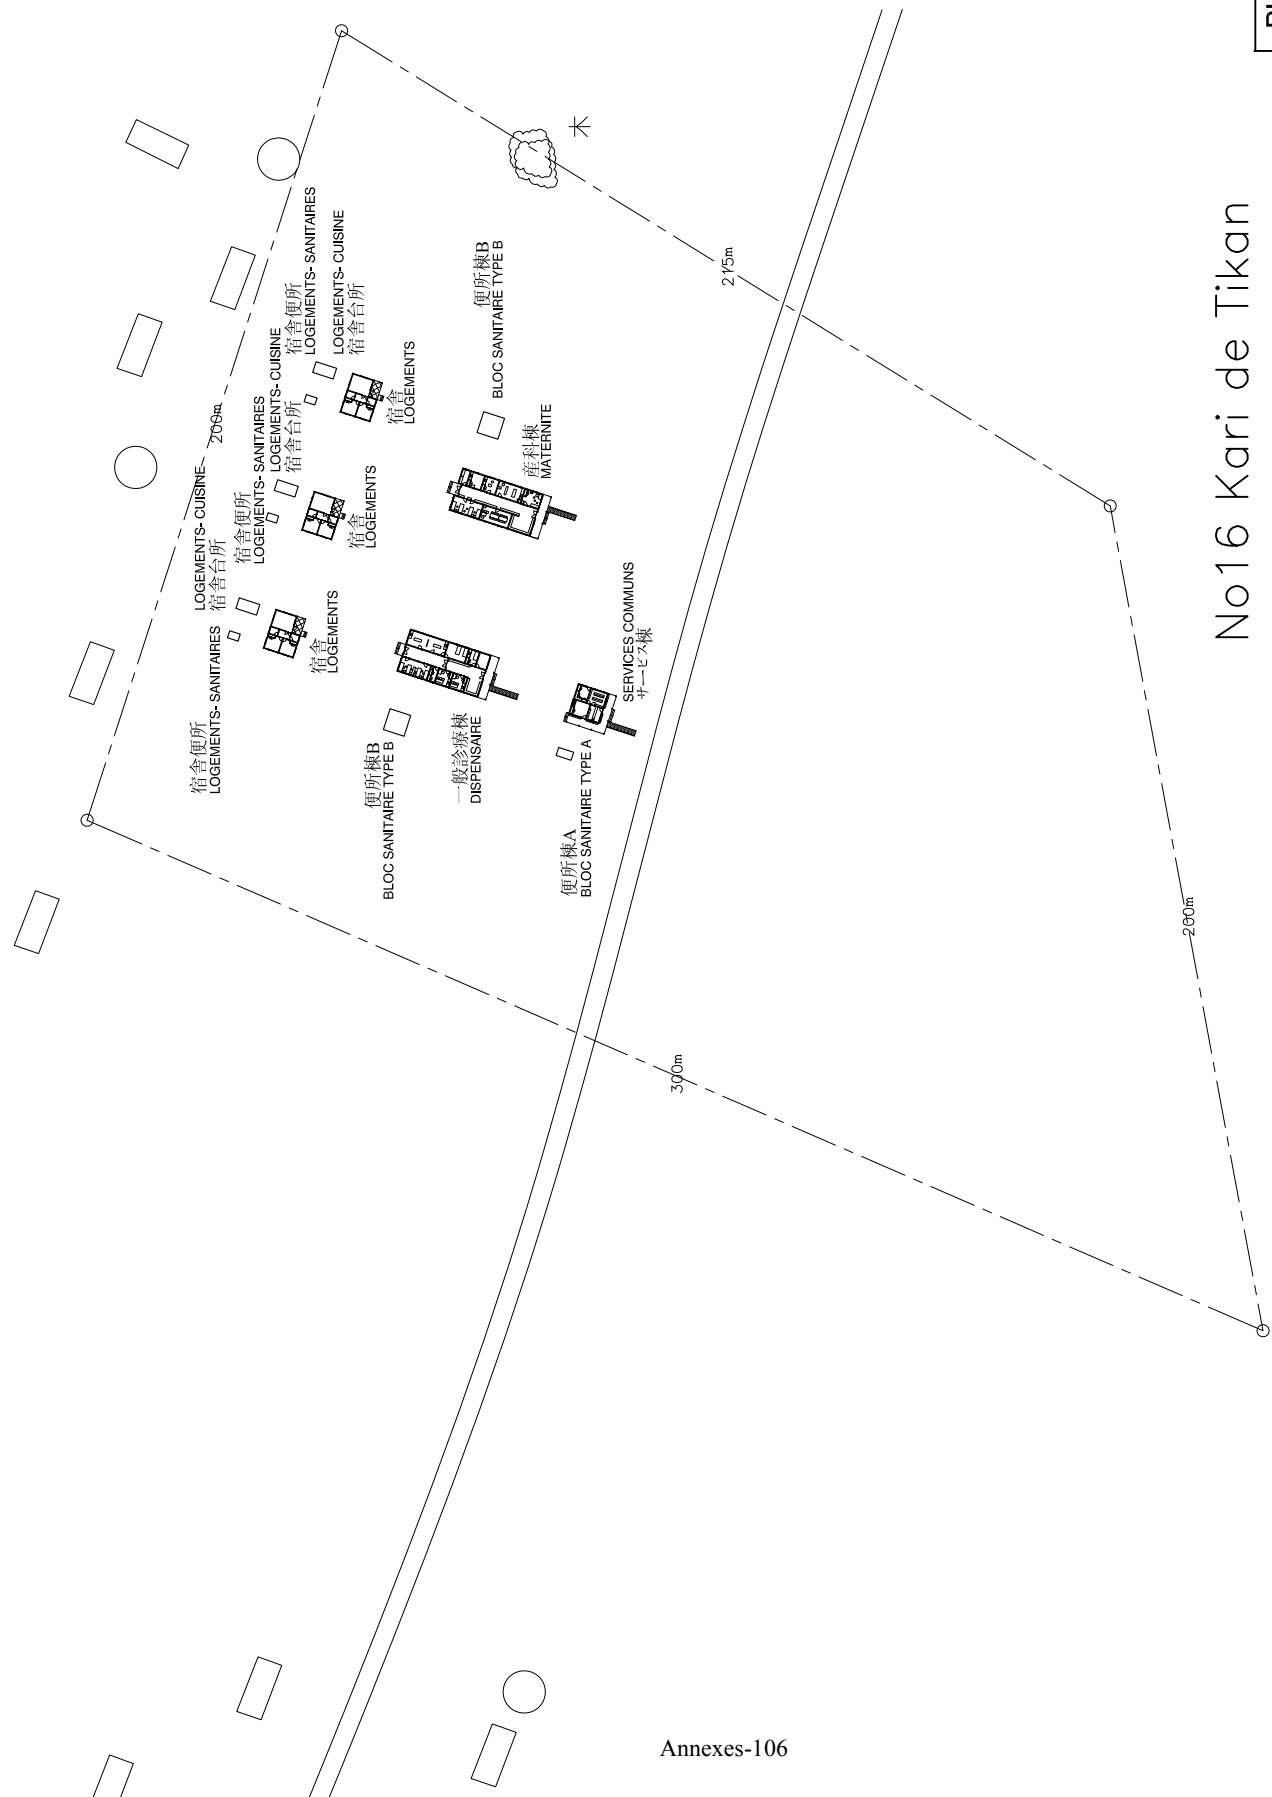 宿舎便所
LOGEMENTS- SANITAIRES
LOGEMENTS- CUISINE
宿舎台所
宿舎
LOGEMENTS
宿舎便所
LOGEMENTS- SANITAIRES
LOGEMENTS- CUISINE
宿舎台所
宿舎
LOGEMENTS
LOGEMENTS- CUISINE
宿舎台所
宿舎便所
LOGEMENTS- SANITAIRES
宿舎
LOGEMENTS
200m
便所棟B
BLOC SANITAIRE TYPE B
産科棟
MATERNITE
便所棟B
BLOC SANITAIRE TYPE B
一般診療棟
DISPENSAIRE
SERVICES COMMUNS
サービス棟
便所棟A
BLOC SANITAIRE TYPE A
木
215m
300m
200m
No16 Kari de Tikan
Annexes-106